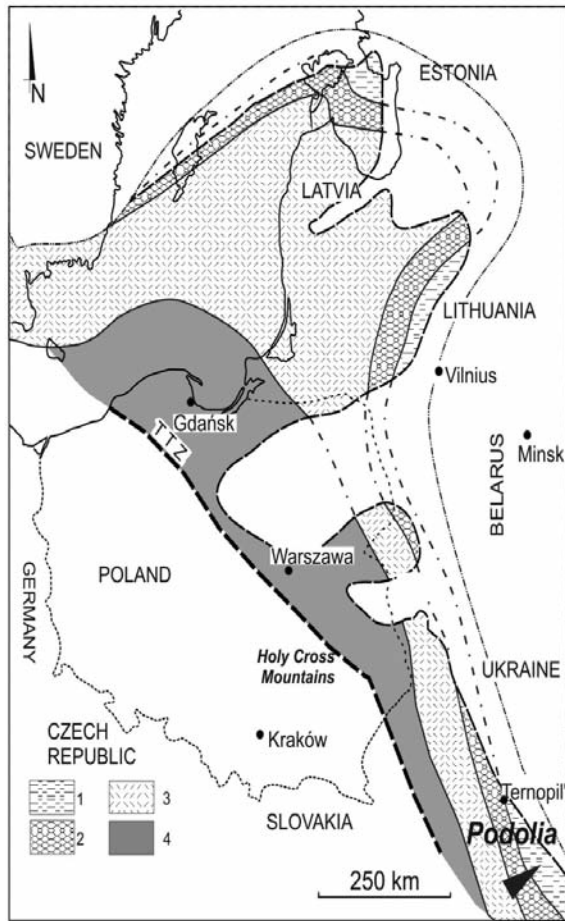 N
ESTONIA
SWEDEN
LATVIA
LITHUANIA
Vilnius
Gdańsk
TTZ
BELARUS
Minsk
GERMANY
POLAND
Warszawa
Holy Cross
Mountains
UKRAINE
Kraków
CZECH
REPUBLIC
1
3
2
4
SLOVAKIA
Ternopil'
Podolia
250 km